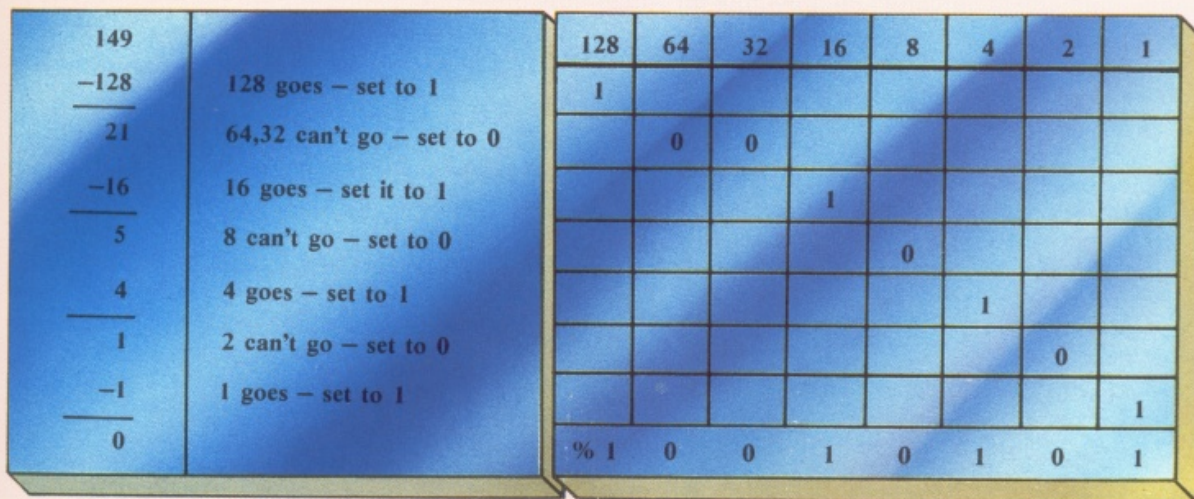 149
−128 128 goes — set to 1
21 64,32 can't go — set to 0
−16 16 goes — set it to 1
5 8 can't go — set to 0
4 4 goes — set to 1
1 2 can't go — set to 0
−1 1 goes — set to 1
0
128 64 32 16 8 4 2 1
1
0 0
1
0
1
0
1
% 1 0 0 1 0 1 0 1